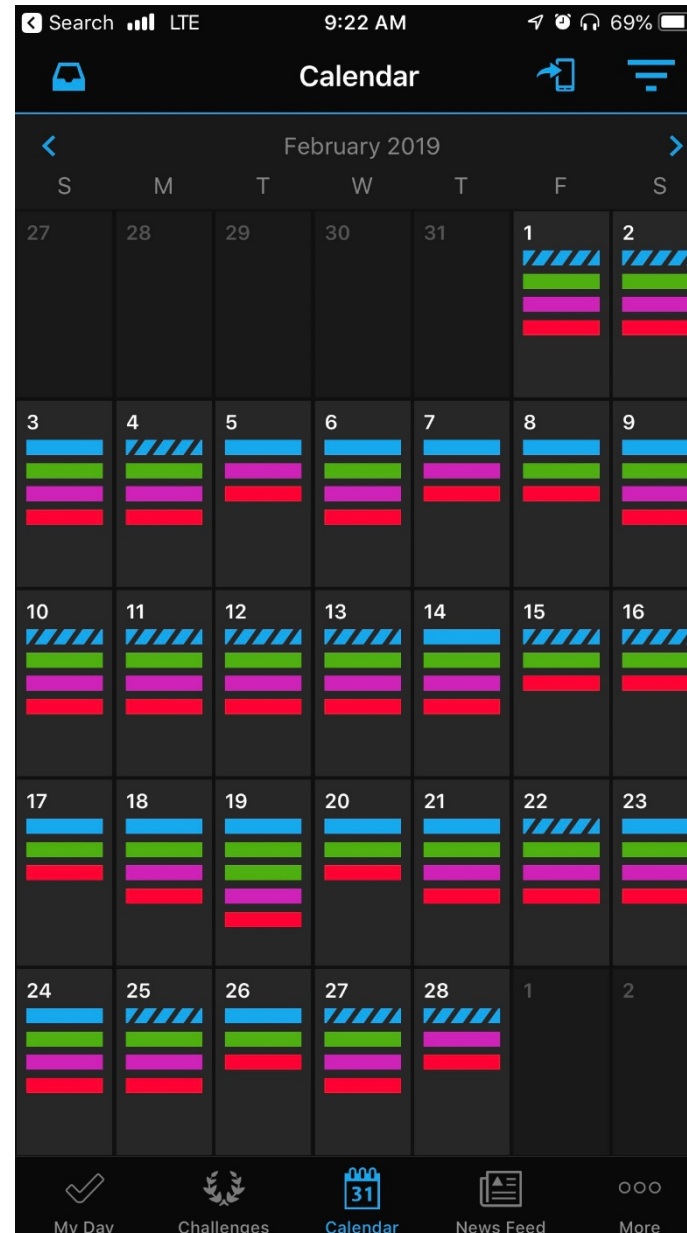 Search LTE 9:22 AM 69%
Calendar
February 2019
S M T W T F S
27 28 29 30 31 1 2
3 4 5 6 7 8 9
10 11 12 13 14 15 16
17 18 19 20 21 22 23
24 25 26 27 28 1 2
31
My Day Challenges Calendar News Feed More